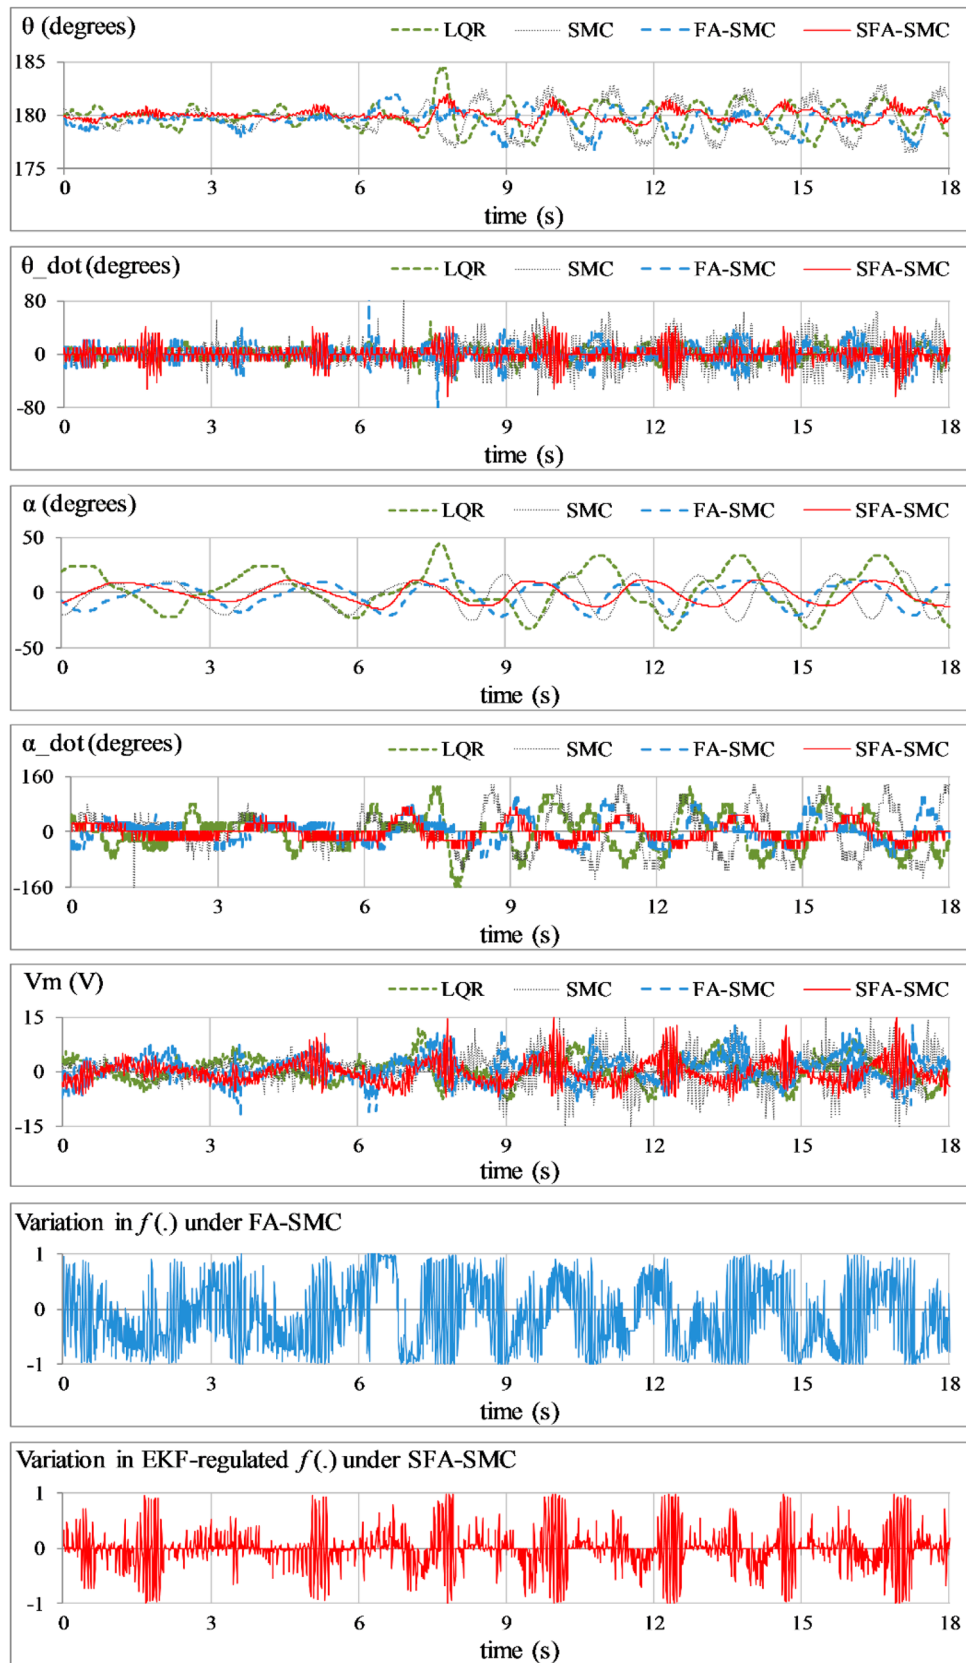 θ (degrees)
LQR SMC FA-SMC SFA-SMC
185
180
175
0 3 6 9 12 15 18
time (s)
θ_dot (degrees)
LQR SMC FA-SMC SFA-SMC
80
0
-80
0 3 6 9 12 15 18
time (s)
α (degrees)
LQR SMC FA-SMC SFA-SMC
50
0
-50
0 3 6 9 12 15 18
time (s)
α_dot (degrees)
LQR SMC FA-SMC SFA-SMC
160
0
-160
0 3 6 9 12 15 18
time (s)
Vm (V)
LQR SMC FA-SMC SFA-SMC
15
0
-15
0 3 6 9 12 15 18
time (s)
Variation in f(.) under FA-SMC
1
0
-1
0 3 6 9 12 15 18
time (s)
Variation in EKF-regulated f(.) under SFA-SMC
1
0
-1
0 3 6 9 12 15 18
time (s)